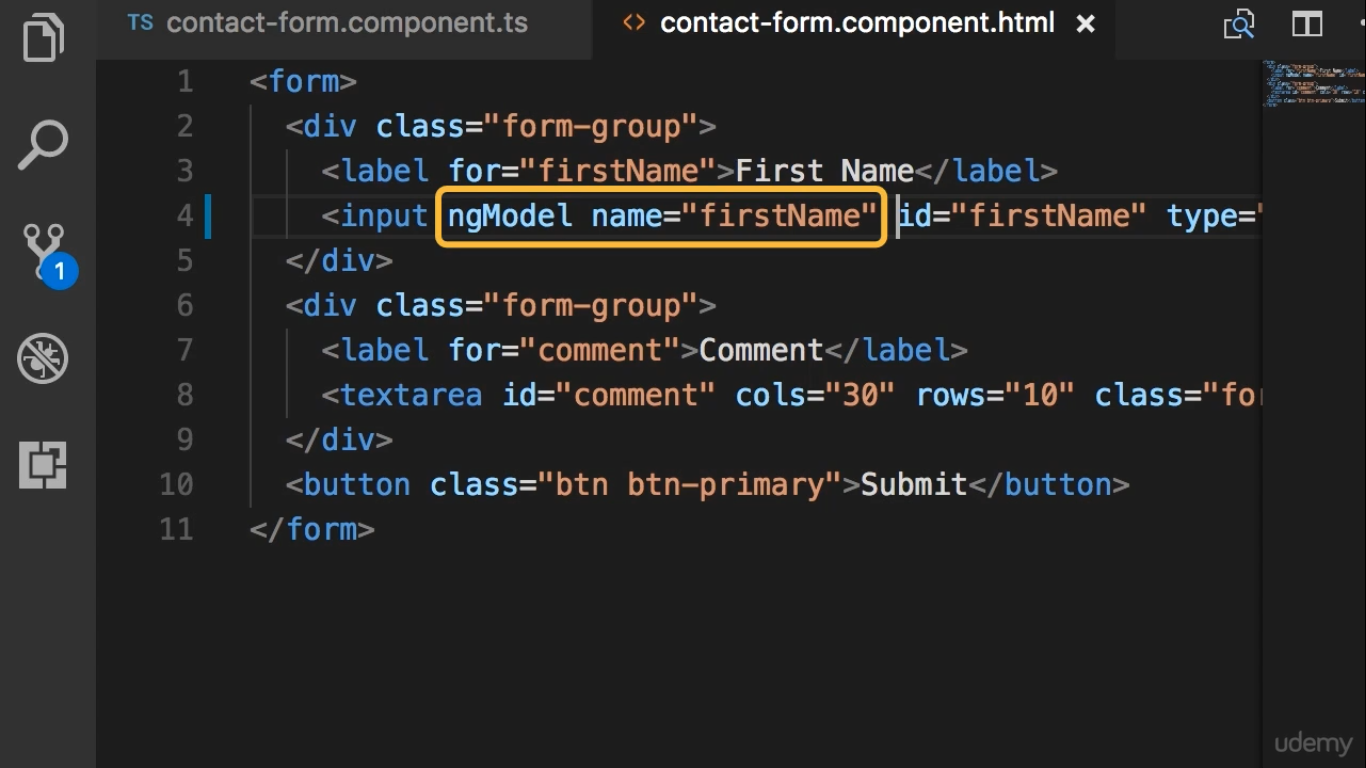 TS contact-form.component.ts
<> contact-form.component.html ×
1 <form>
2 <div class="form-group">
3 <label for="firstName">First Name</label>
4 <input ngModel name="firstName" id="firstName" type="
5 </div>
6 <div class="form-group">
7 <label for="comment">Comment</label>
8 <textarea id="comment" cols="30" rows="10" class="fo
9 </div>
10 <button class="btn btn-primary">Submit</button>
11 </form>
1
udemy